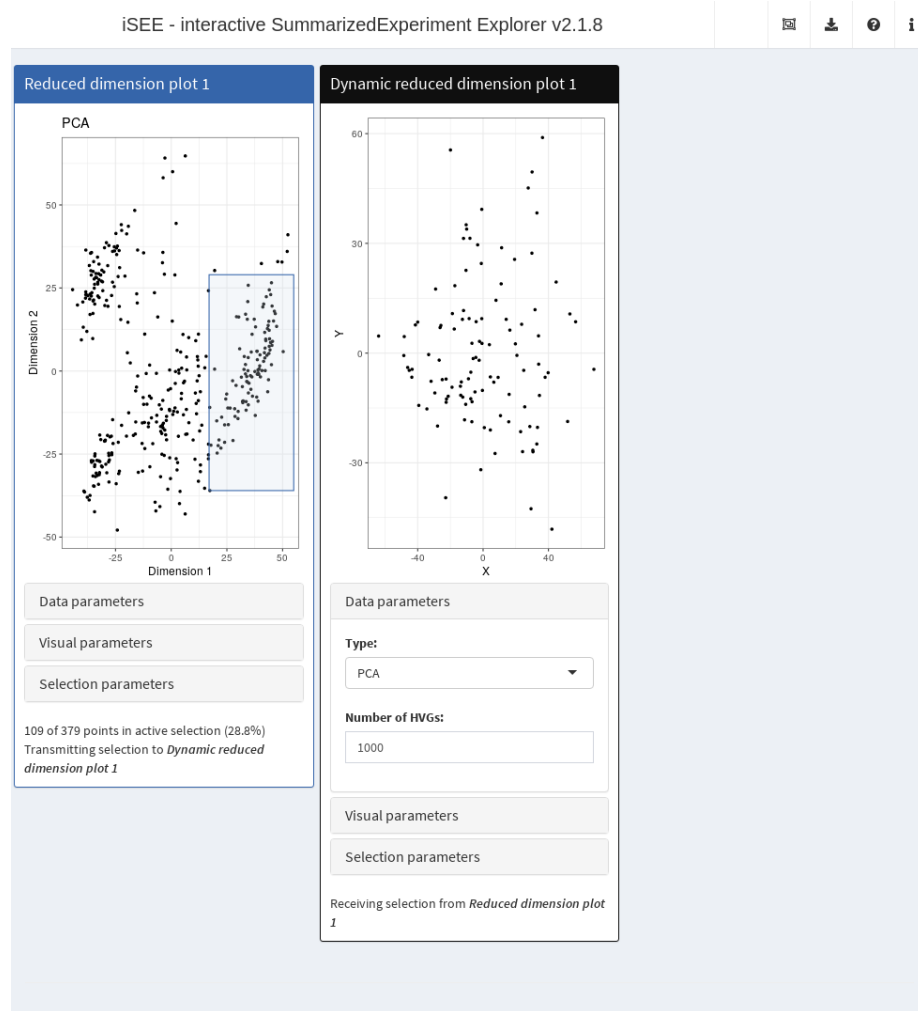 iSEE - interactive SummarizedExperiment Explorer v2.1.8
Reduced dimension plot 1
PCA
50
25
0
-25
-50
Dimension 2
-25 0 25 50
Dimension 1
Data parameters
Visual parameters
Selection parameters
109 of 379 points in active selection (28.8%)
Transmitting selection to Dynamic reduced
dimension plot 1
Dynamic reduced dimension plot 1
60
30
0
-30
Y
-40 0 40
X
Data parameters
Type:
PCA
Number of HVGs:
1000
Visual parameters
Selection parameters
Receiving selection from Reduced dimension plot
1